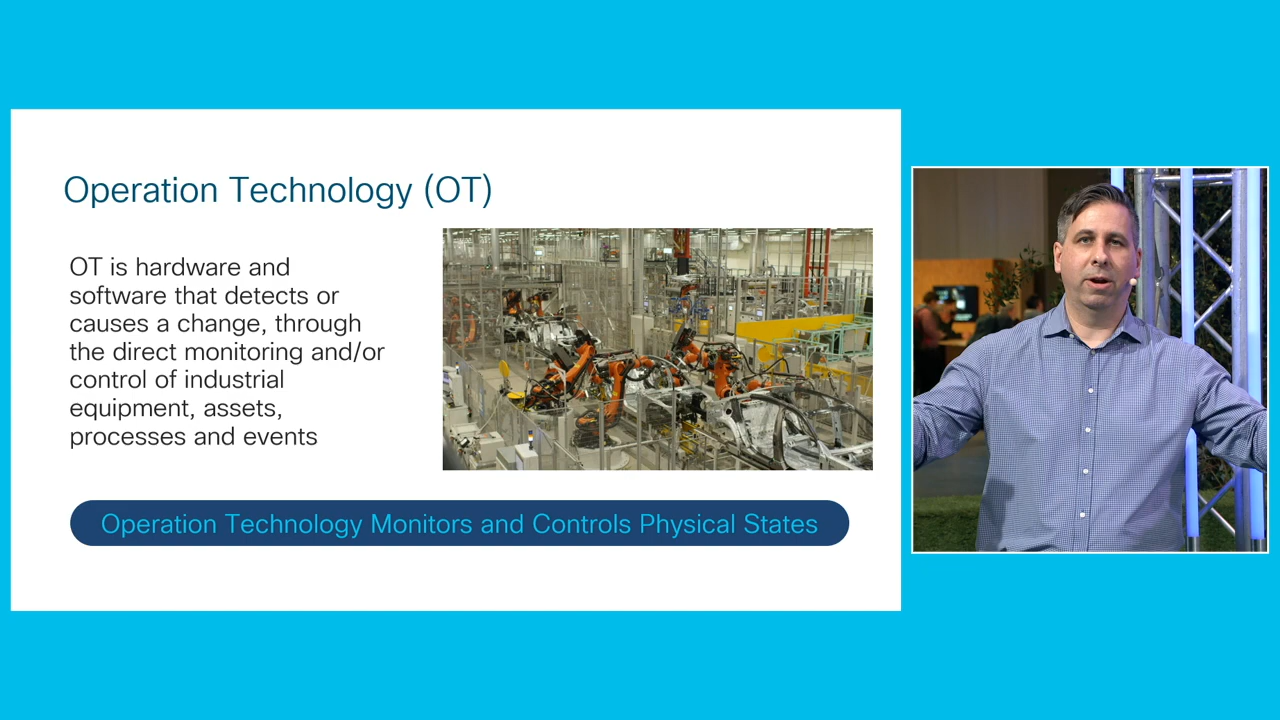 Operation Technology (OT)
OT is hardware and
software that detects or
causes a change, through
the direct monitoring and/or
control of industrial
equipment, assets,
processes and events
Operation Technology Monitors and Controls Physical States